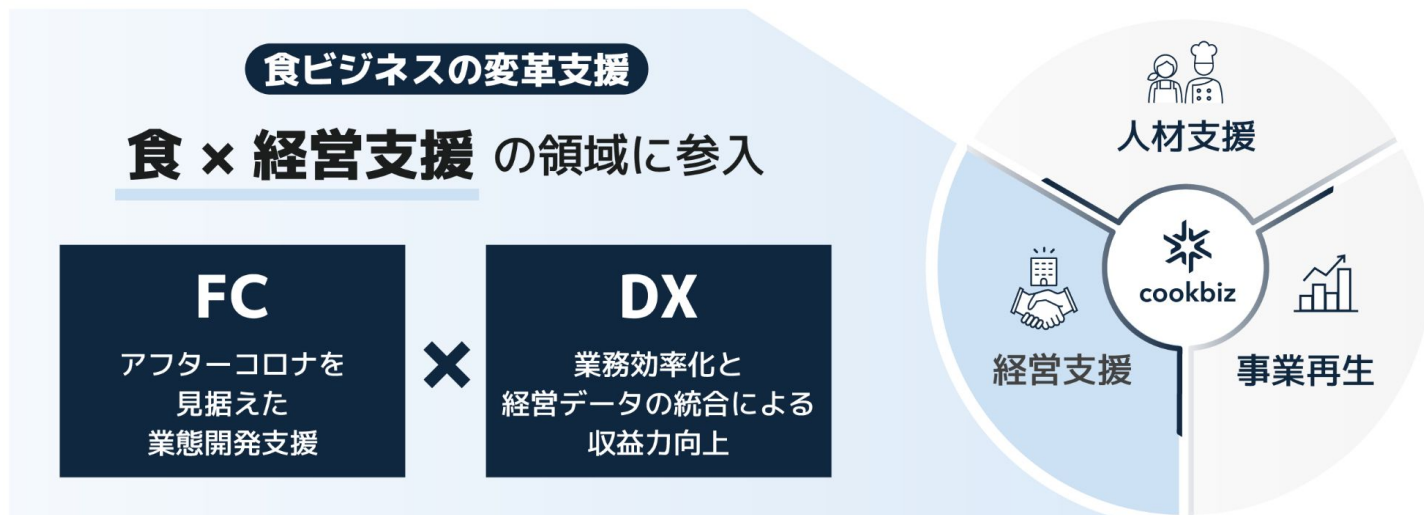 食ビジネスの変革支援
食 × 経営支援 の領域に参入
FC
アフターコロナを
見据えた
業態開発支援
×
DX
業務効率化と
経営データの統合による
収益力向上
人材支援
cookbiz
経営支援
事業再生